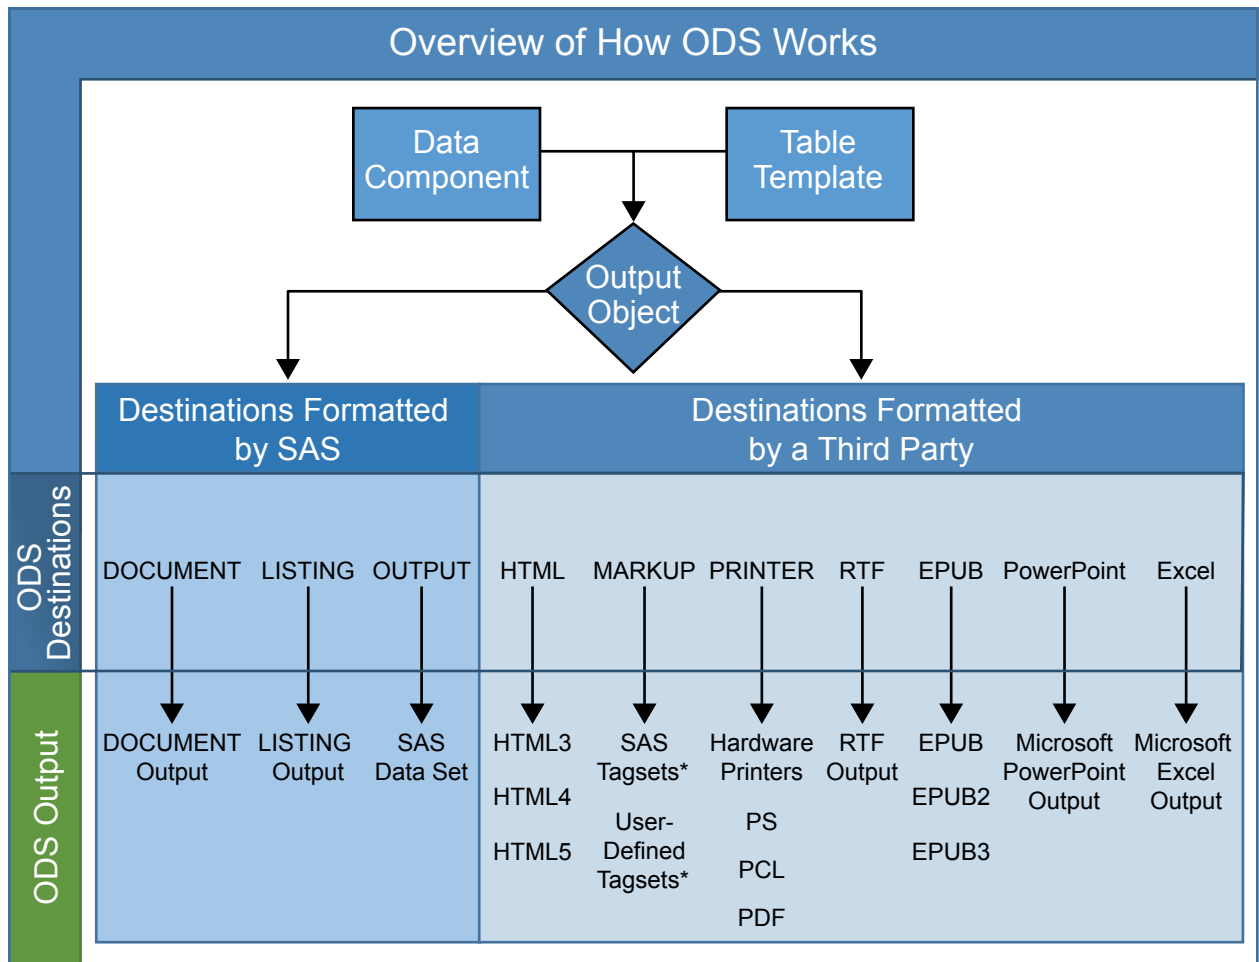 Overview of How ODS Works
Data
Component
Table
Template
Output
Object
Destinations Formatted
by SAS
Destinations Formatted
by a Third Party
ODS
Destinations
DOCUMENT
LISTING
OUTPUT
HTML
MARKUP
PRINTER
RTF
EPUB
PowerPoint
Excel
ODS Output
DOCUMENT
Output
LISTING
Output
SAS
Data Set
HTML3
HTML4
HTML5
SAS
Tagsets*
User-
Defined
Tagsets*
Hardware
Printers
PS
PCL
PDF
RTF
Output
EPUB
EPUB2
EPUB3
Microsoft
PowerPoint
Output
Microsoft
Excel
Output